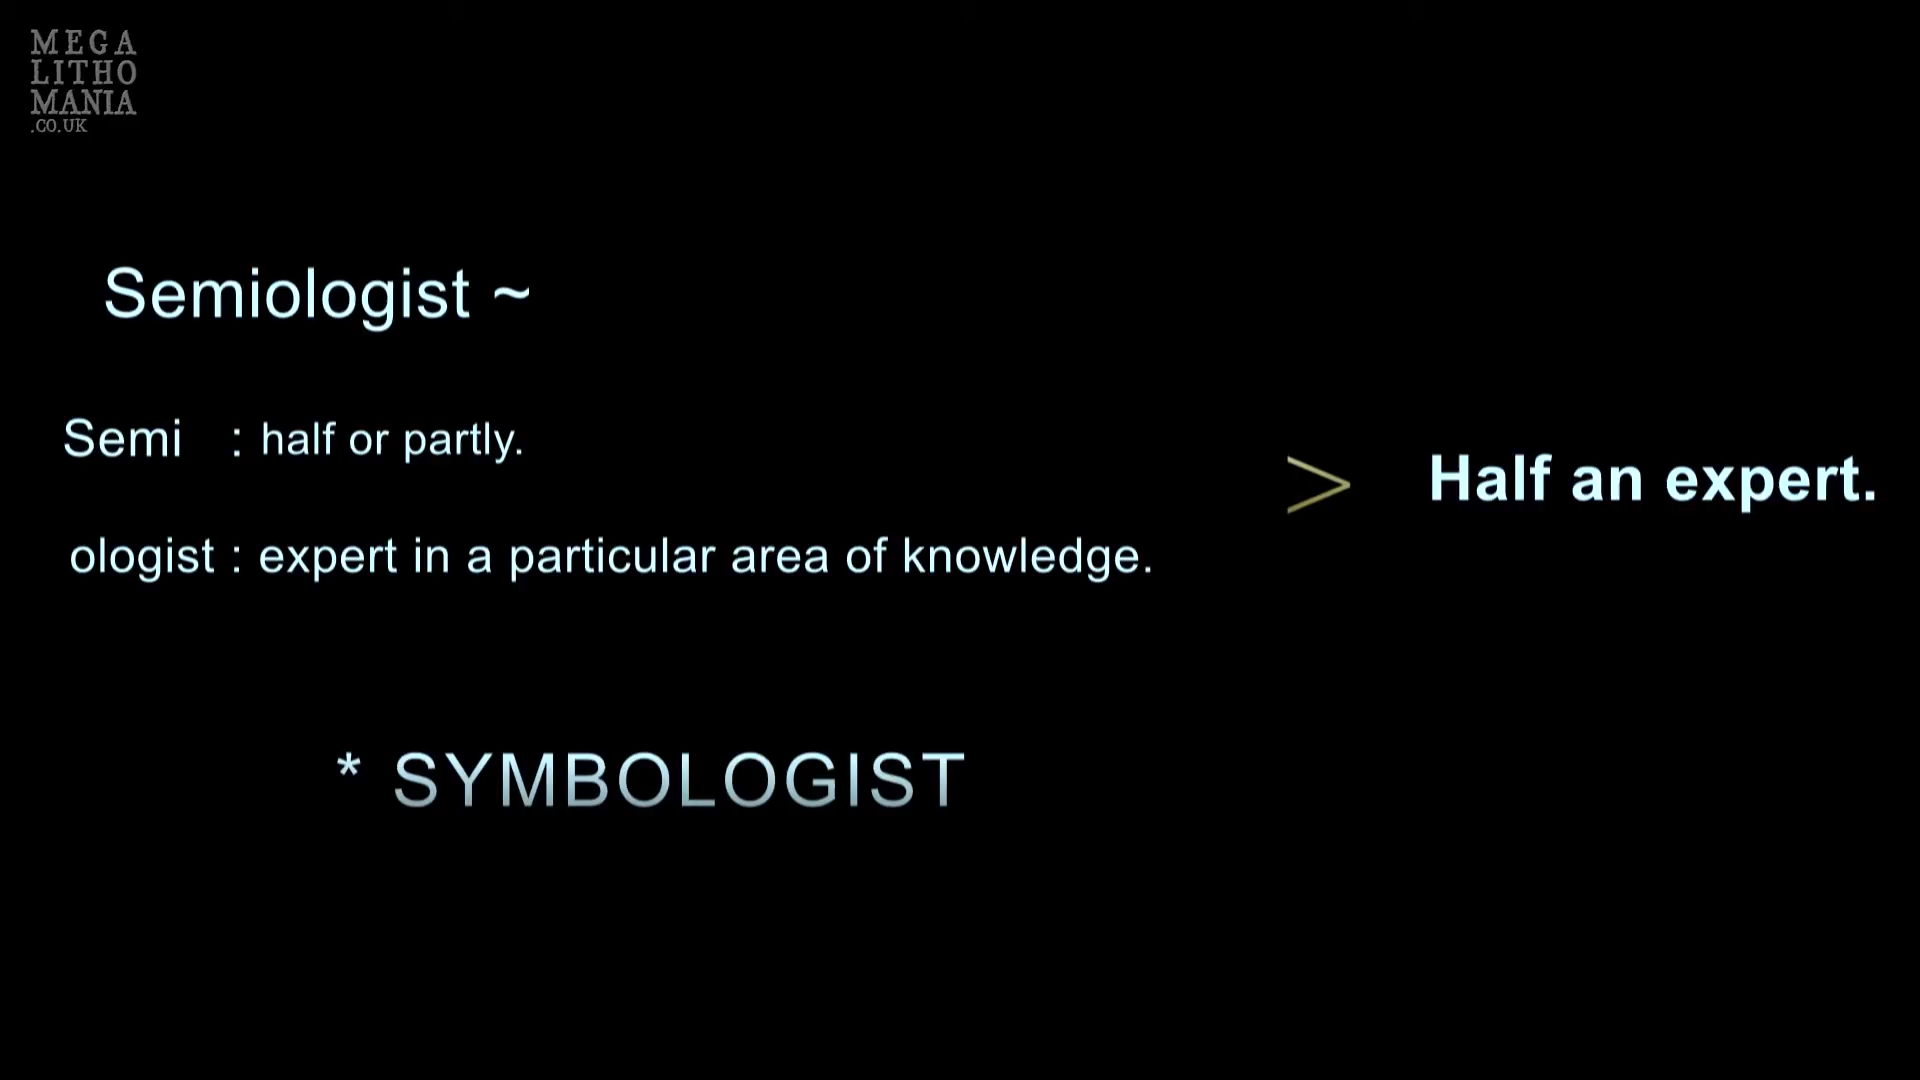 MEGA
LITHO
MANIA
.CO.UK
Semiologist ~
Semi : half or partly.
> Half an expert.
ologist : expert in a particular area of knowledge.
* SYMBOLOGIST